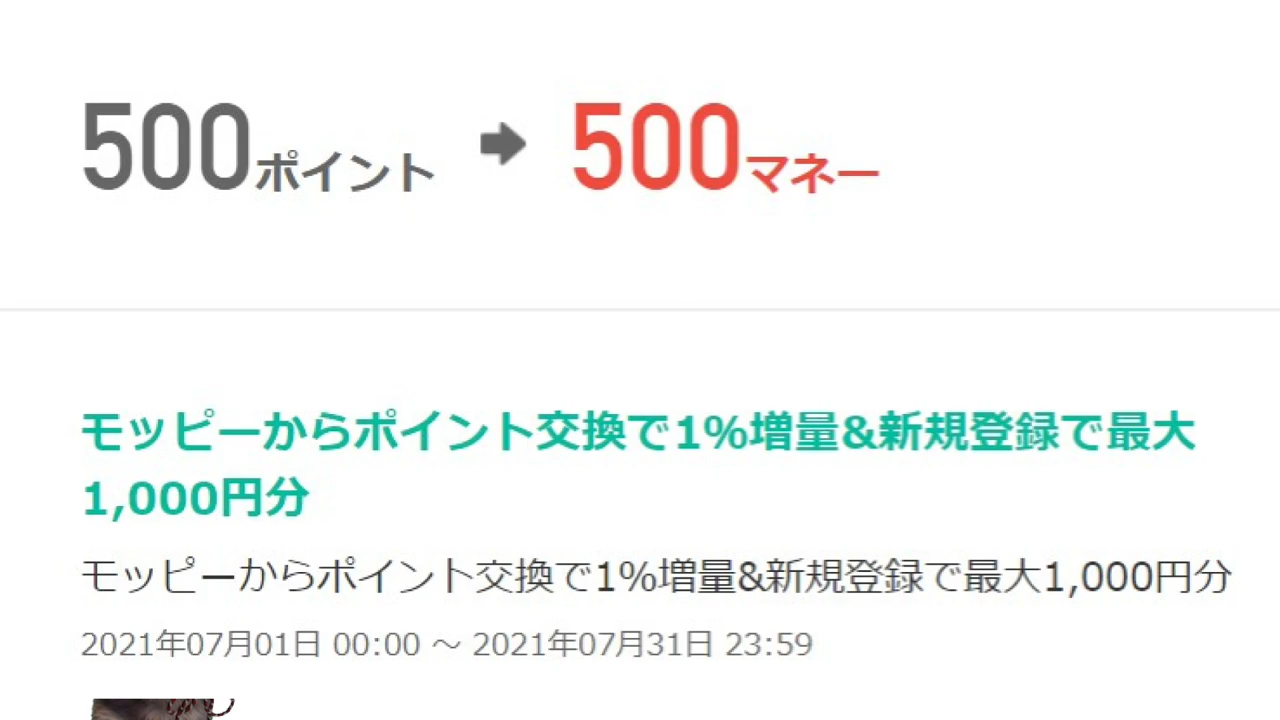 500ポイント 500マネー
モッピーからポイント交換で1%増量&新規登録で最大
1,000円分
モッピーからポイント交換で1%増量&新規登録で最大1,000円分
2021年07月01日 00:00 ～ 2021年07月31日 23:59